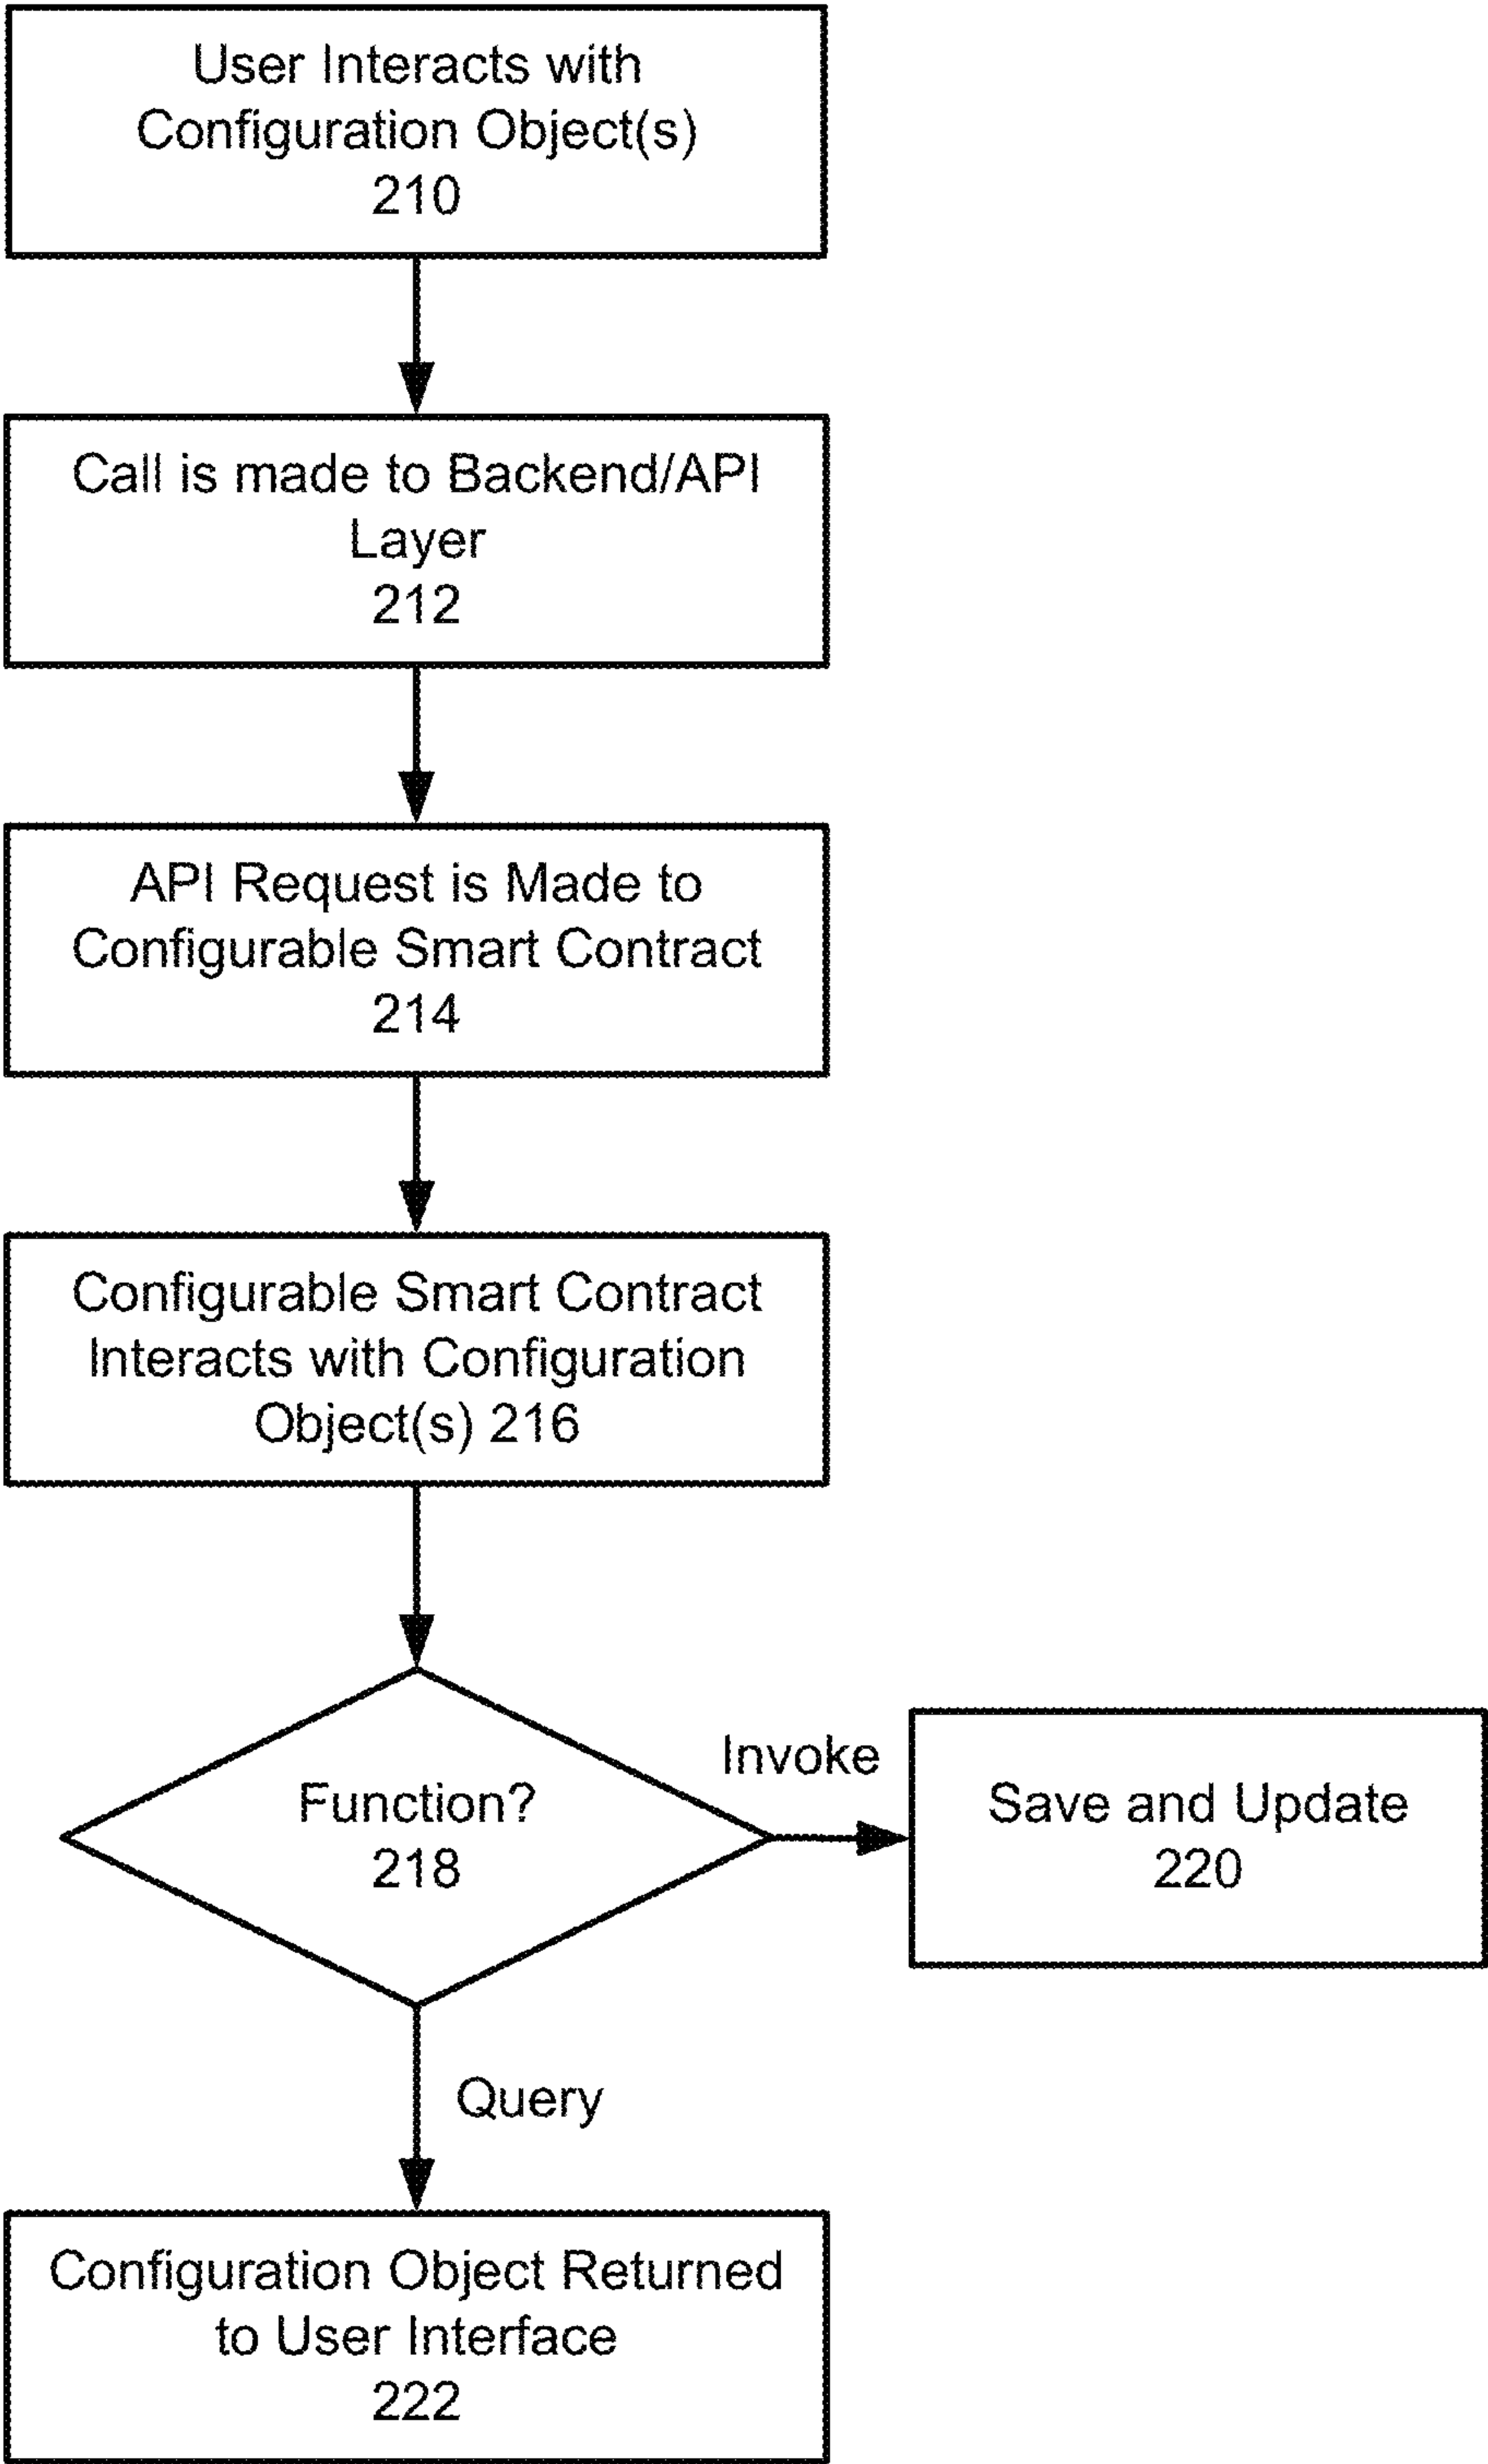 User Interacts with
Configuration Object(s)
210
Call is made to Backend/API
Layer
212
API Request is Made to
Configurable Smart Contract
214
Configurable Smart Contract
Interacts with Configuration
Object(s) 216
Function?
218
Invoke
Save and Update
220
Query
Configuration Object Returned
to User Interface
222